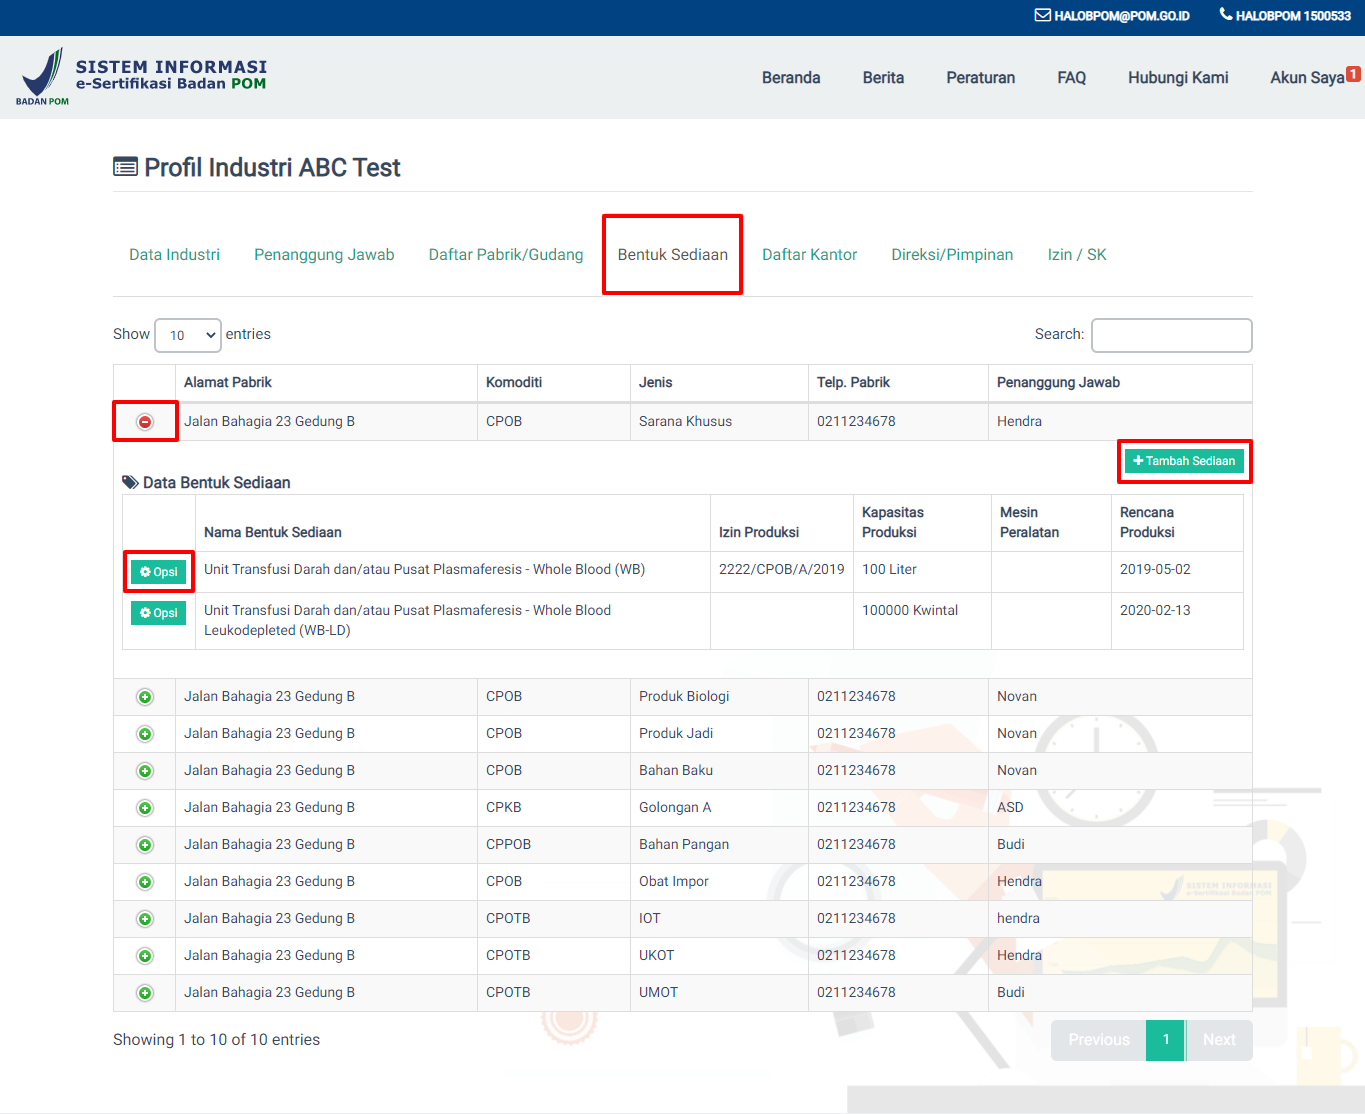 HALOBPOM@POM.GO.ID HALOBPOM 1500533
SISTEM INFORMASI
e-Sertifikasi Badan POM
BADAN POM
Beranda Berita Peraturan FAQ Hubungi Kami Akun Saya 1
Profil Industri ABC Test
Data Industri Penanggung Jawab Daftar Pabrik/Gudang Bentuk Sediaan Daftar Kantor Direksi/Pimpinan Izin / SK
Show 10 entries Search:
Alamat Pabrik Komoditi Jenis Telp. Pabrik Penanggung Jawab
Jalan Bahagia 23 Gedung B CPOB Sarana Khusus 0211234678 Hendra
+ Tambah Sediaan
Data Bentuk Sediaan
Nama Bentuk Sediaan Izin Produksi Kapasitas Produksi Mesin Peralatan Rencana Produksi
Opsi Unit Transfusi Darah dan/atau Pusat Plasmaferesis - Whole Blood (WB) 2222/CPOB/A/2019 100 Liter 2019-05-02
Opsi Unit Transfusi Darah dan/atau Pusat Plasmaferesis - Whole Blood 100000 Kwintal 2020-02-13
Leukodepleted (WB-LD)
Jalan Bahagia 23 Gedung B CPOB Produk Biologi 0211234678 Novan
Jalan Bahagia 23 Gedung B CPOB Produk Jadi 0211234678 Novan
Jalan Bahagia 23 Gedung B CPOB Bahan Baku 0211234678 Novan
Jalan Bahagia 23 Gedung B CPKB Golongan A 0211234678 ASD
Jalan Bahagia 23 Gedung B CPPOB Bahan Pangan 0211234678 Budi
Jalan Bahagia 23 Gedung B CPOB Obat Impor 0211234678 Hendra
SISTEM INFORMASI
e-Sertifikasi Badan POM
Jalan Bahagia 23 Gedung B CPOTB IOT 0211234678 hendra
Jalan Bahagia 23 Gedung B CPOTB UKOT 0211234678 Hendra
Jalan Bahagia 23 Gedung B CPOTB UMOT 0211234678 Budi
Showing 1 to 10 of 10 entries Previous 1 Next